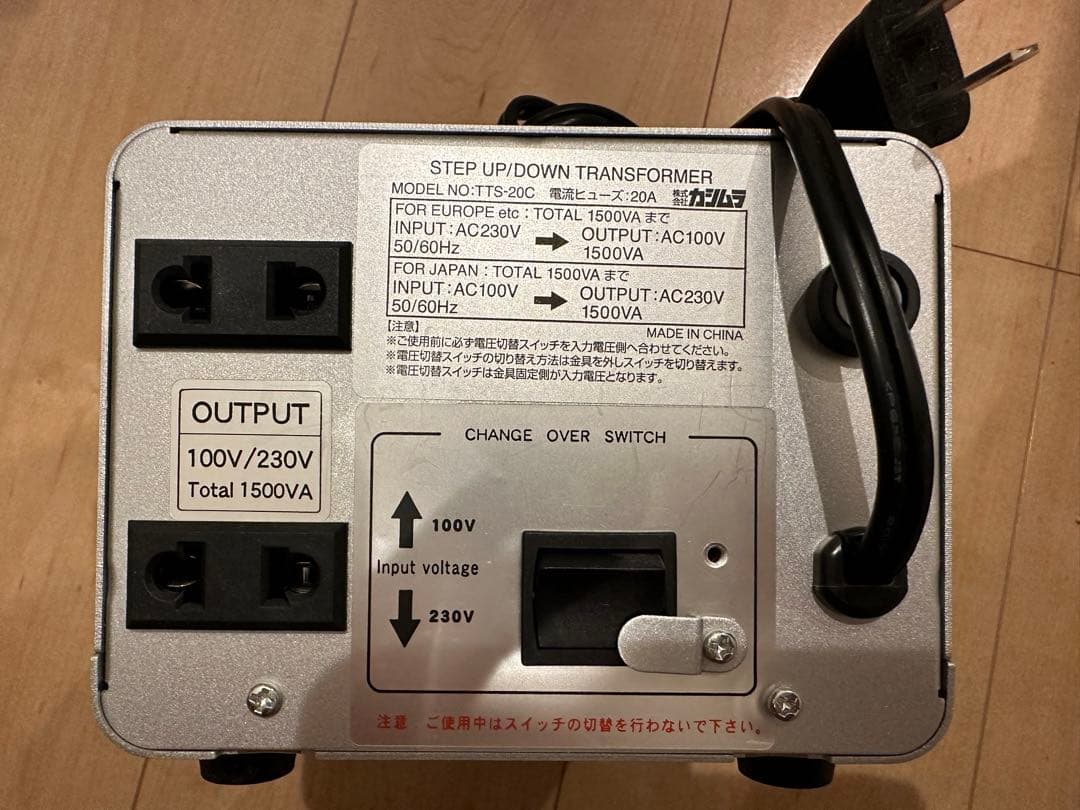 STEP UP/DOWN TRANSFORMER
MODEL NO:TTS-20C 電流ヒューズ:20A 株式会社カシムラ
FOR EUROPE etc : TOTAL 1500VA まで
INPUT : AC230V → OUTPUT : AC100V
50/60Hz 1500VA
FOR JAPAN : TOTAL 1500VA まで
INPUT : AC100V → OUTPUT : AC230V
50/60Hz 1500VA
MADE IN CHINA
【注意】
※ご使用前に必ず電圧切替スイッチを入力電圧側へ合わせてください。
※電圧切替スイッチの切り替え方法は金具を外しスイッチを切り替えます。
※電圧切替スイッチは金具固定側が入力電圧となります。
OUTPUT
100V/230V
Total 1500VA
CHANGE OVER SWITCH
100V
Input voltage
230V
注意 ご使用中はスイッチの切替を行わないで下さい。